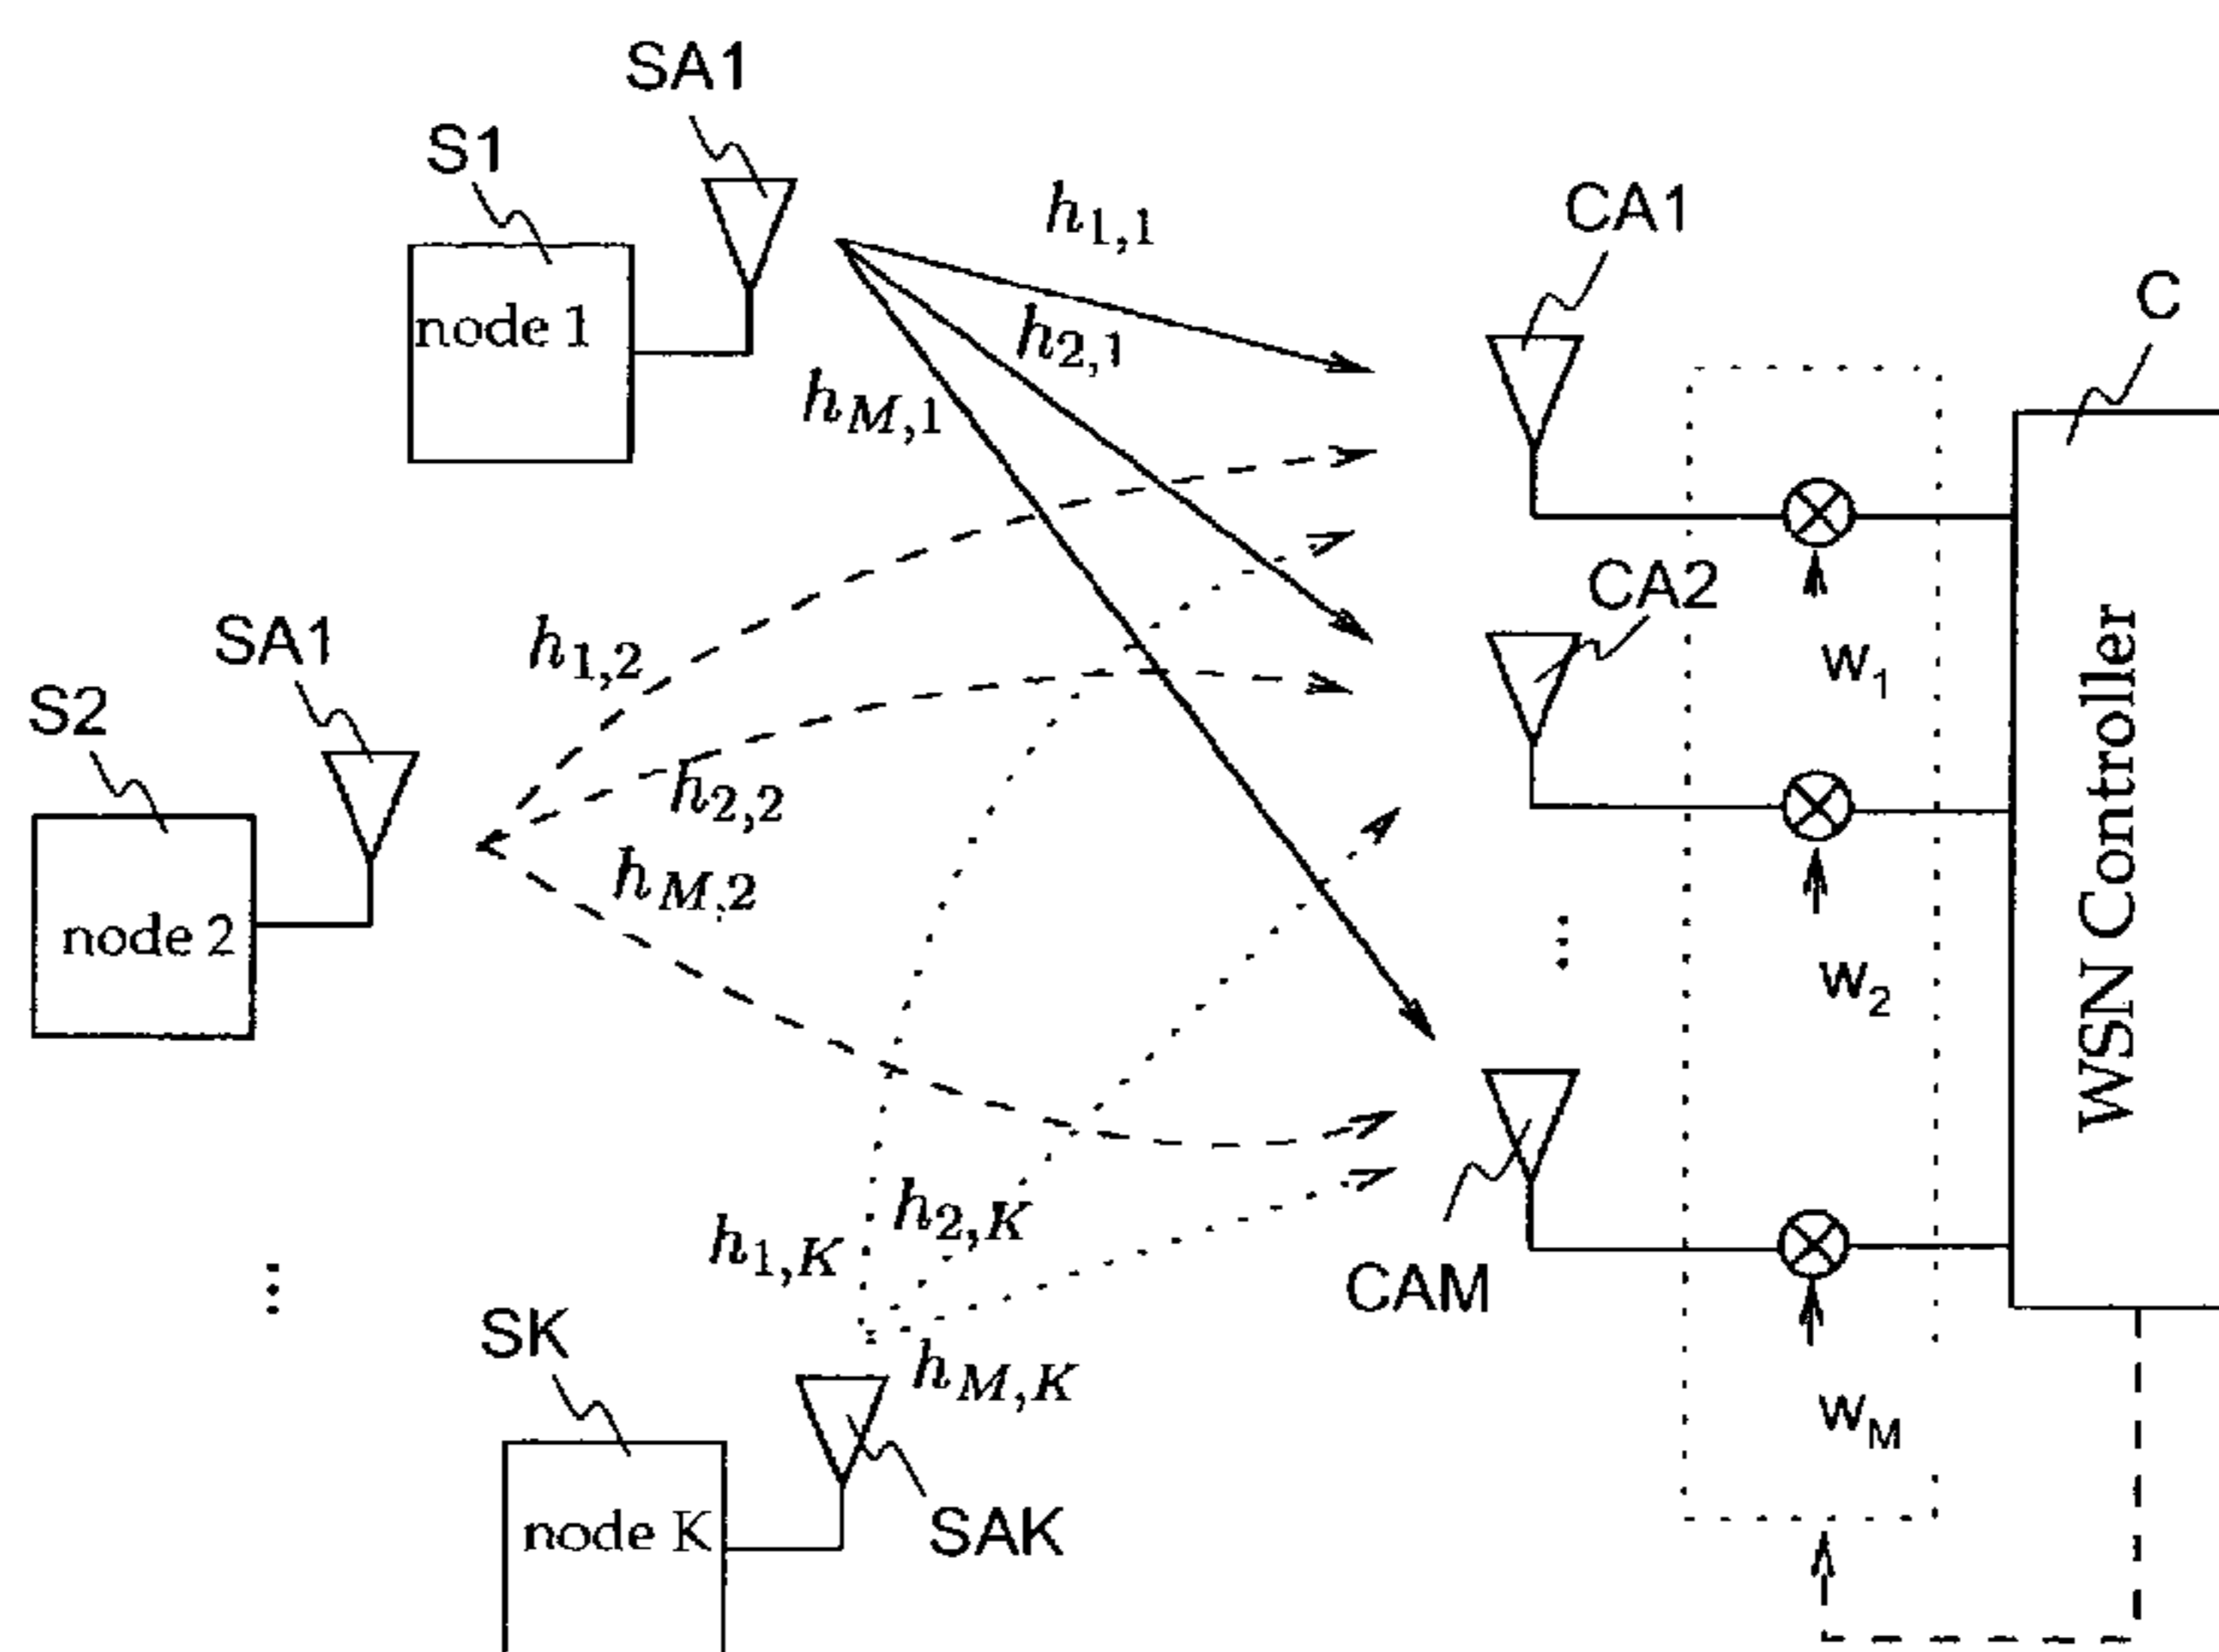 SA1
S1
node 1
h1,1
h2,1
hM,1
CA1
C
CA2
w1
SA1
S2
node 2
h1,2
h2,2
hM,2
w2
WSN Controller
⋮
⋮
h1,K
h2,K
hM,K
CAM
wM
SK
node K
SAK